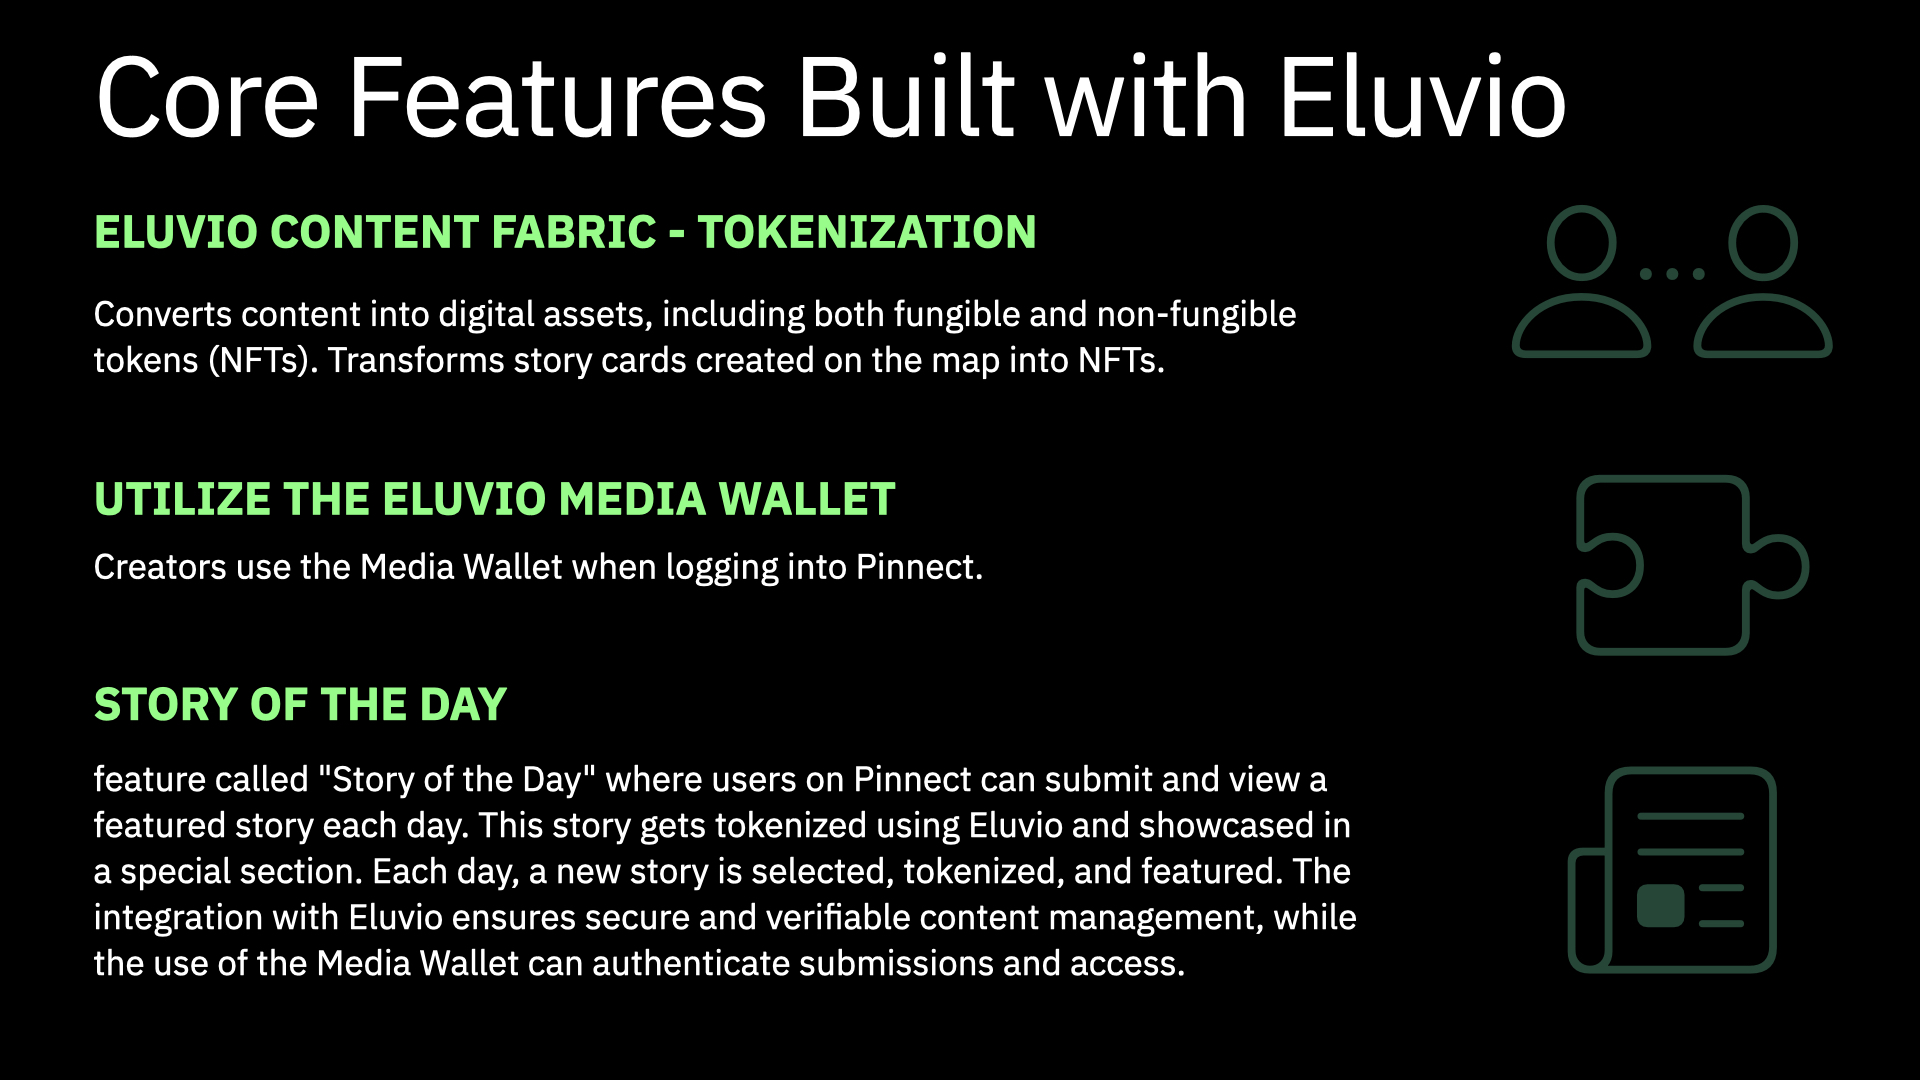 Core Features Built with Eluvio
ELUVIO CONTENT FABRIC - TOKENIZATION
Converts content into digital assets, including both fungible and non-fungible
tokens (NFTs). Transforms story cards created on the map into NFTs.
UTILIZE THE ELUVIO MEDIA WALLET
Creators use the Media Wallet when logging into Pinnect.
STORY OF THE DAY
feature called "Story of the Day" where users on Pinnect can submit and view a
featured story each day. This story gets tokenized using Eluvio and showcased in
a special section. Each day, a new story is selected, tokenized, and featured. The
integration with Eluvio ensures secure and verifiable content management, while
the use of the Media Wallet can authenticate submissions and access.